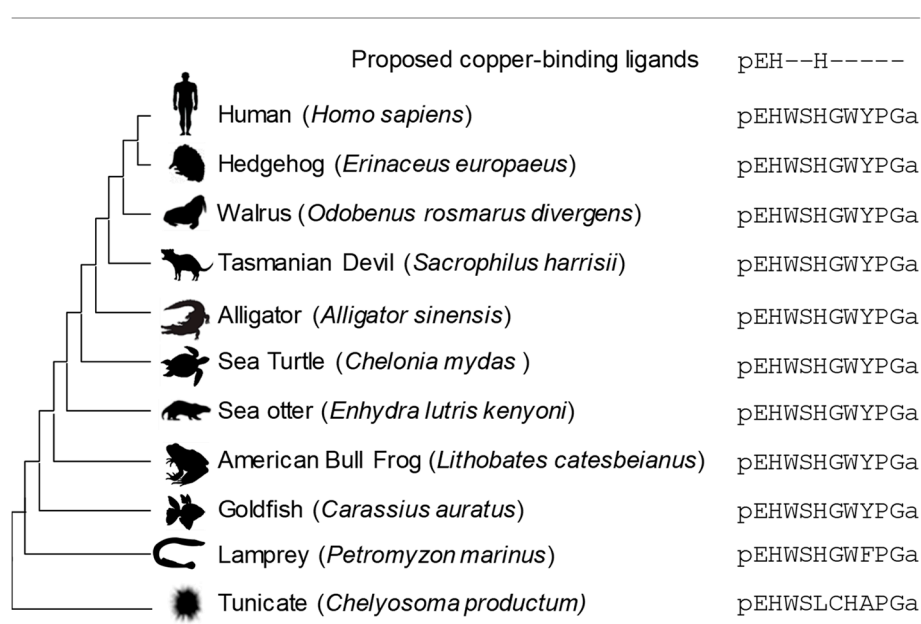 Proposed copper-binding ligands pEH--H-----
Human (Homo sapiens) pEHWSHGWYPGa
Hedgehog (Erinaceus europaeus) pEHWSHGWYPGa
Walrus (Odobenus rosmarus divergens) pEHWSHGWYPGa
Tasmanian Devil (Sacrophilus harrisii) pEHWSHGWYPGa
Alligator (Alligator sinensis) pEHWSHGWYPGa
Sea Turtle (Chelonia mydas ) pEHWSHGWYPGa
Sea otter (Enhydra lutris kenyoni) pEHWSHGWYPGa
American Bull Frog (Lithobates catesbeianus) pEHWSHGWYPGa
Goldfish (Carassius auratus) pEHWSHGWYPGa
Lamprey (Petromyzon marinus) pEHWSHGWFPGa
Tunicate (Chelyosoma productum) pEHWSLCHAPGa